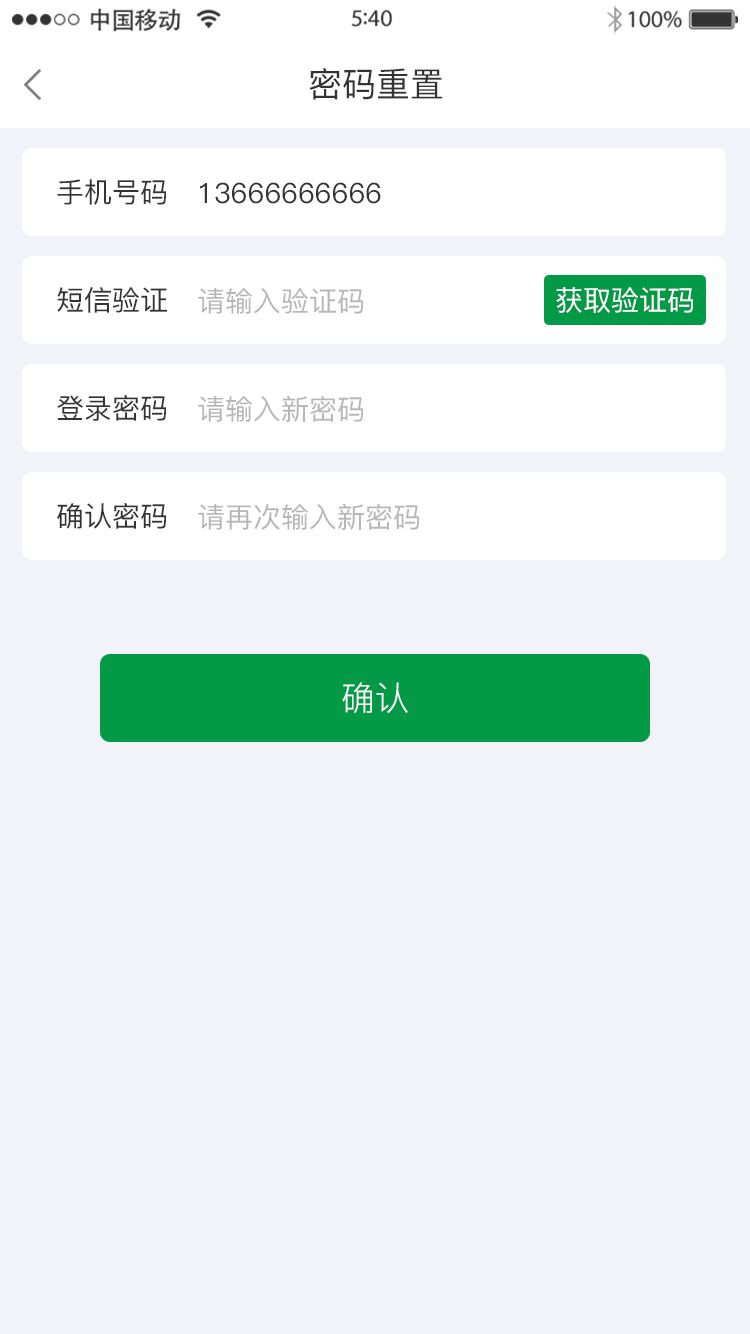 中国移动 5:40 100%
密码重置
手机号码 13666666666
短信验证 请输入验证码 获取验证码
登录密码 请输入新密码
确认密码 请再次输入新密码
确认